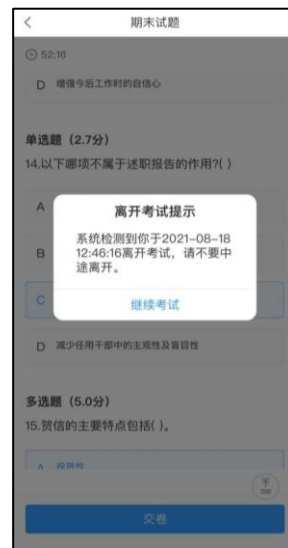 期末试题
52:16
D 增强今后工作时的自信心
单选题（2.7分）
14.以下哪项不属于述职报告的作用?( )
A
离开考试提示
系统检测到你于2021-08-18
12:46:16离开考试，请不要中
途离开。
B
继续考试
C
D 减少任用干部中的主观性及盲目性
多选题（5.0分）
15.贺信的主要特点包括( )。
A 祝贺性
交卷